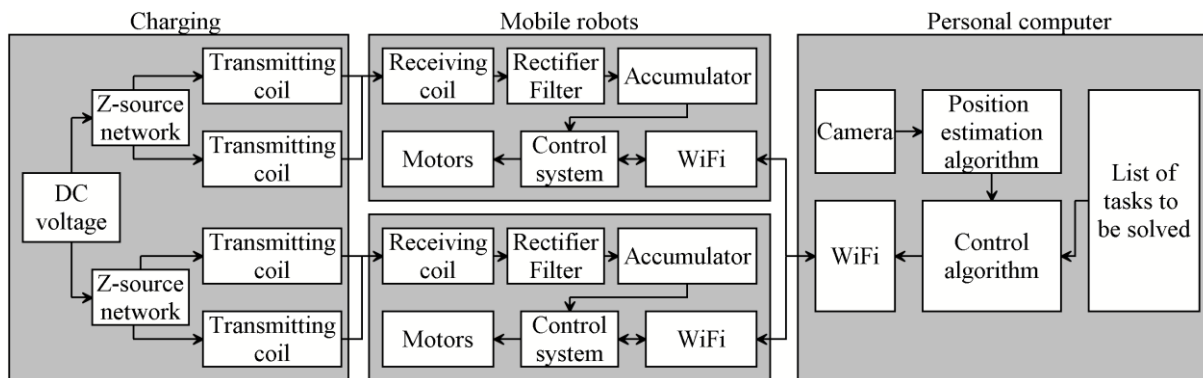 Charging
Mobile robots
Personal computer
DC
voltage
Z-source
network
Transmitting
coil
Transmitting
coil
Z-source
network
Transmitting
coil
Transmitting
coil
Receiving
coil
Rectifier
Filter
Accumulator
Motors
Control
system
WiFi
Receiving
coil
Rectifier
Filter
Accumulator
Motors
Control
system
WiFi
Camera
Position
estimation
algorithm
WiFi
Control
algorithm
List of
tasks to
be solved